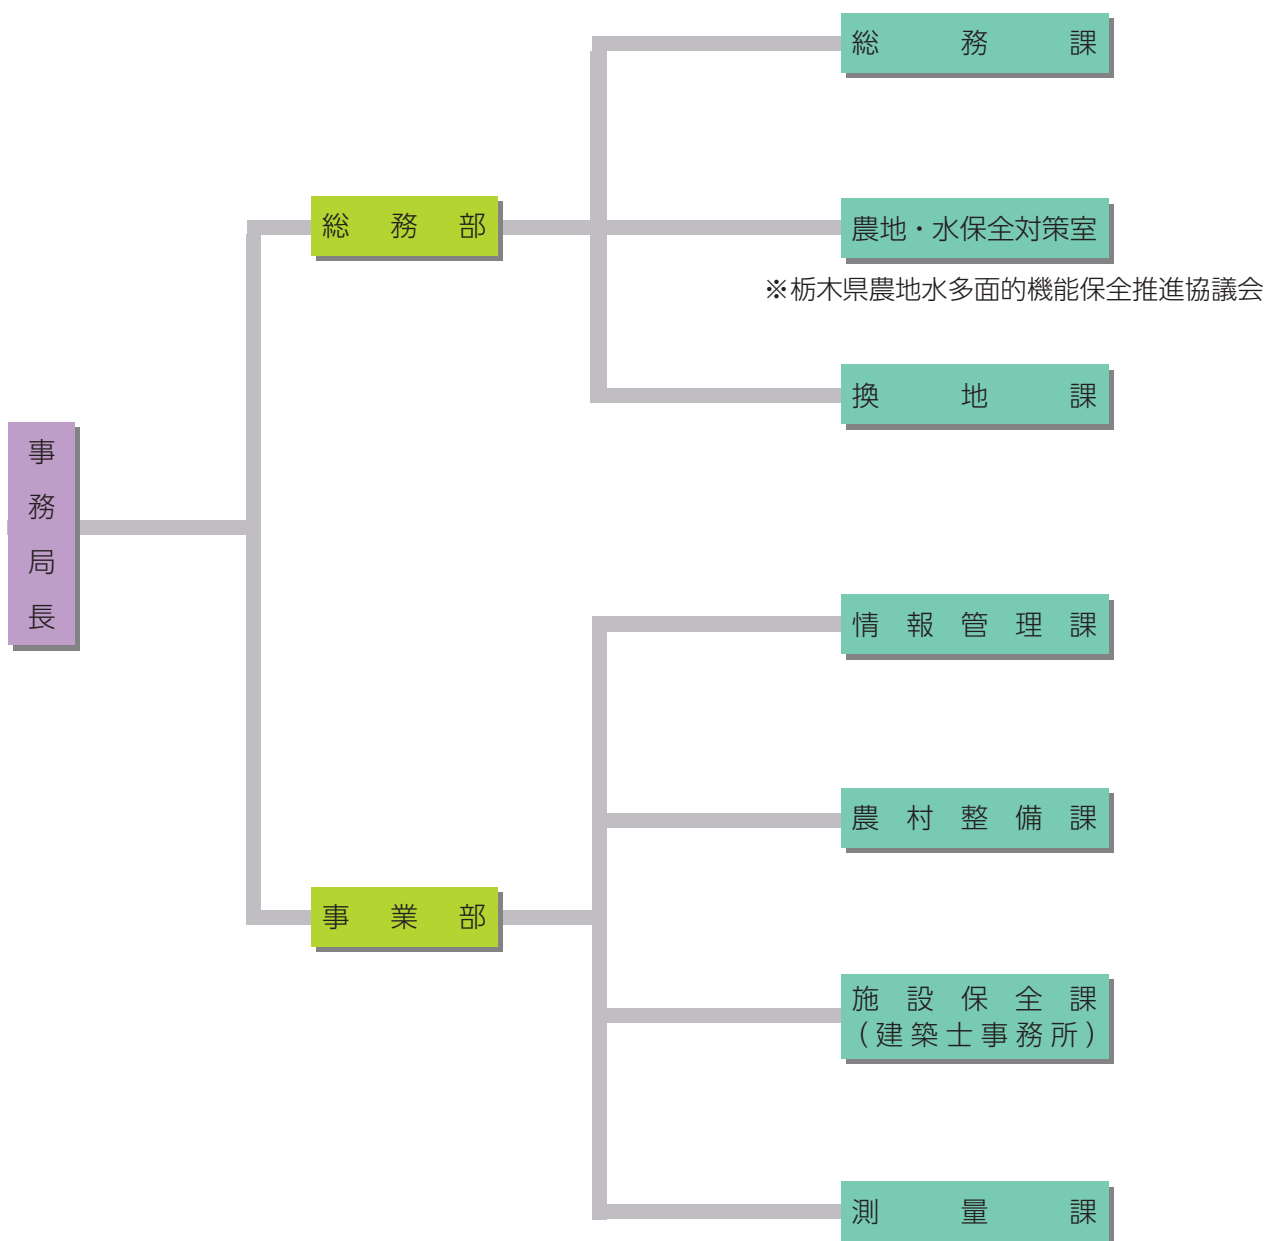 事務局長
総務部
総務課
農地・水保全対策室
※栃木県農地水多面的機能保全推進協議会
換地課
事業部
情報管理課
農村整備課
施設保全課
（建築士事務所）
測量課